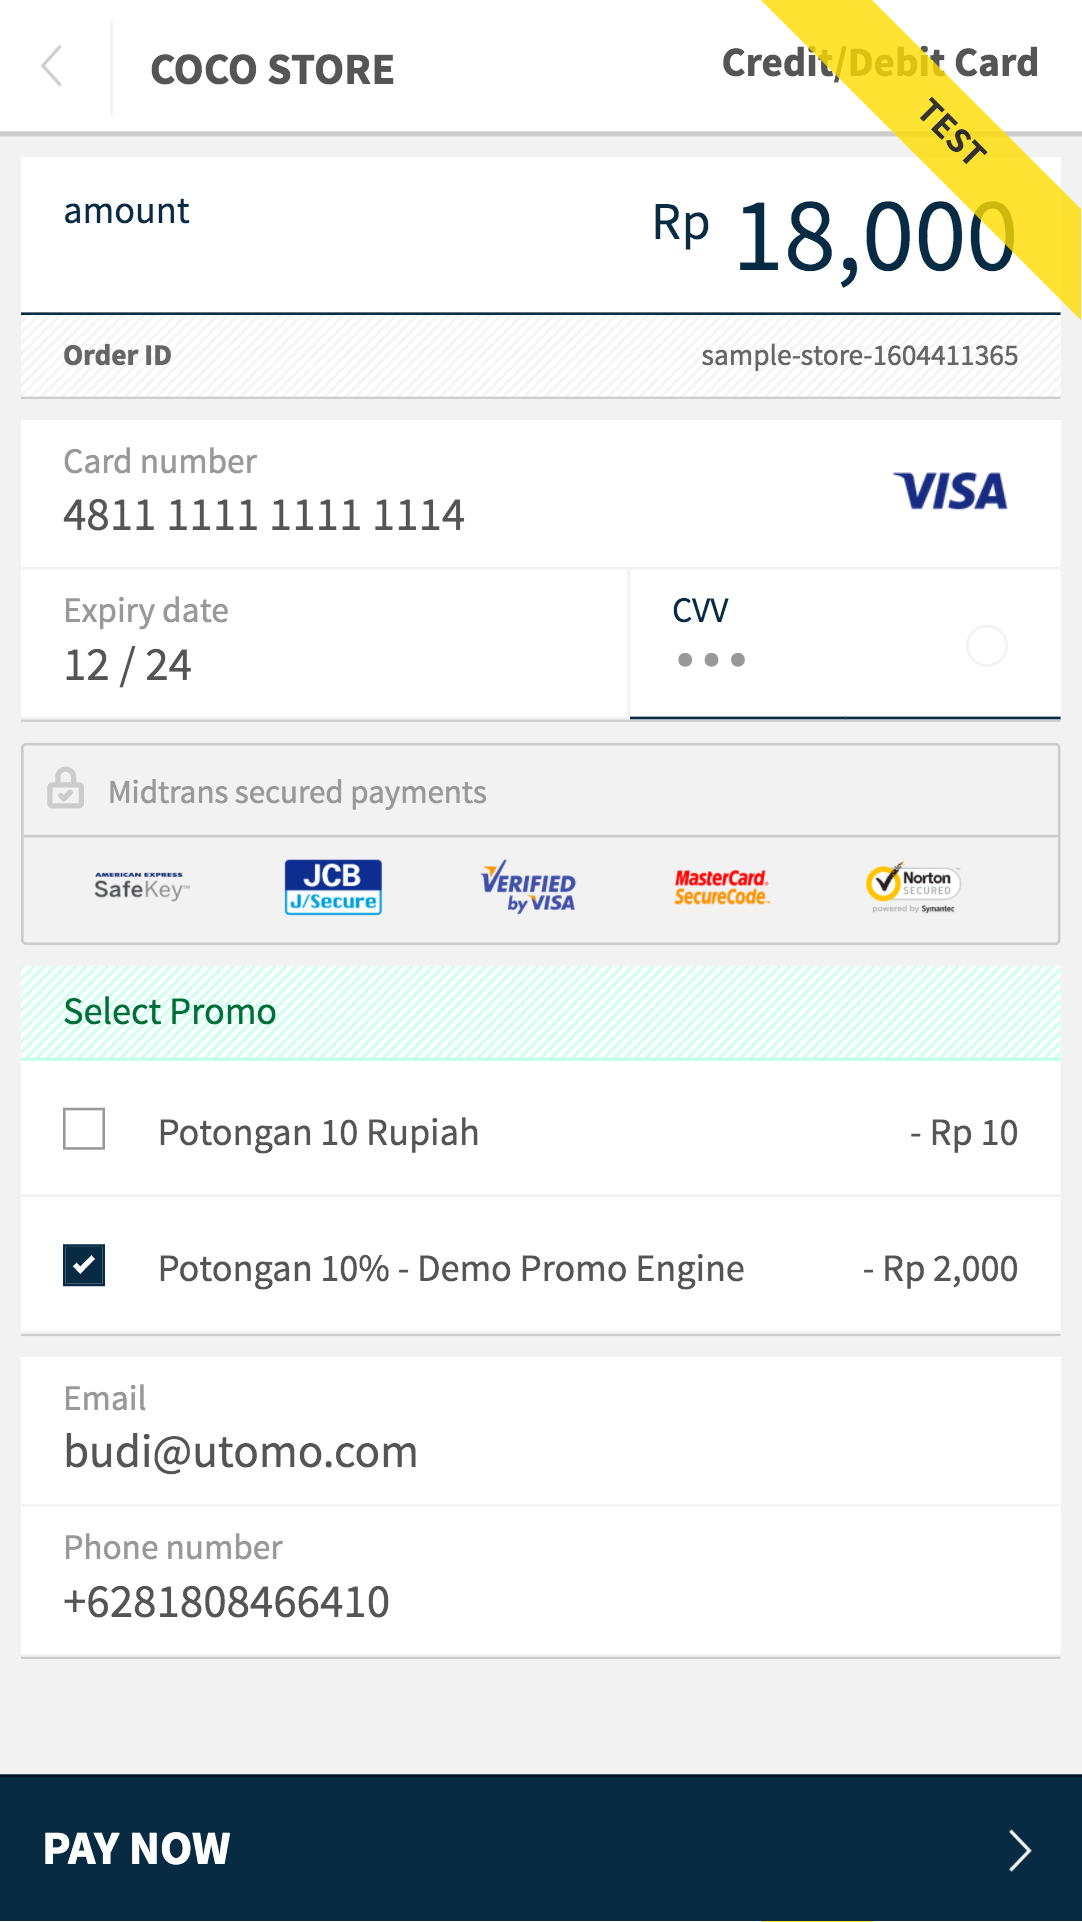 COCO STORE
Credit/Debit Card
TEST
amount
Rp 18,000
Order ID
sample-store-1604411365
Card number
4811 1111 1111 1114
VISA
Expiry date
12 / 24
CVV
Midtrans secured payments
AMERICAN EXPRESS
SafeKey™
JCB
J/Secure
VERIFIED
by VISA
MasterCard.
SecureCode™
Norton
SECURED
powered by Symantec
Select Promo
Potongan 10 Rupiah
- Rp 10
Potongan 10% - Demo Promo Engine
- Rp 2,000
Email
budi@utomo.com
Phone number
+6281808466410
PAY NOW